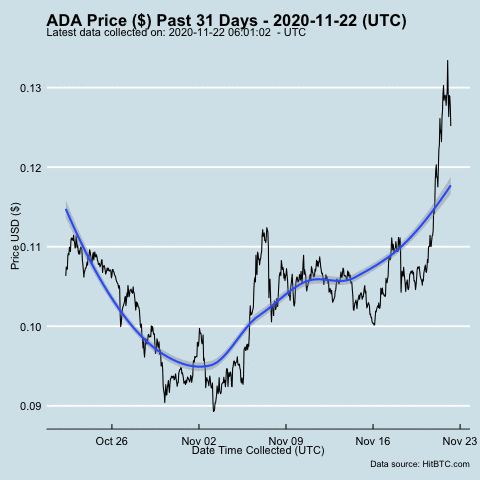 ADA Price ($) Past 31 Days - 2020-11-22 (UTC)
Latest data collected on: 2020-11-22 06:01:02 - UTC
0.13
0.12
0.11
0.10
0.09
Price USD ($)
Oct 26 Nov 02 Nov 09 Nov 16 Nov 23
Date Time Collected (UTC)
Data source: HitBTC.com